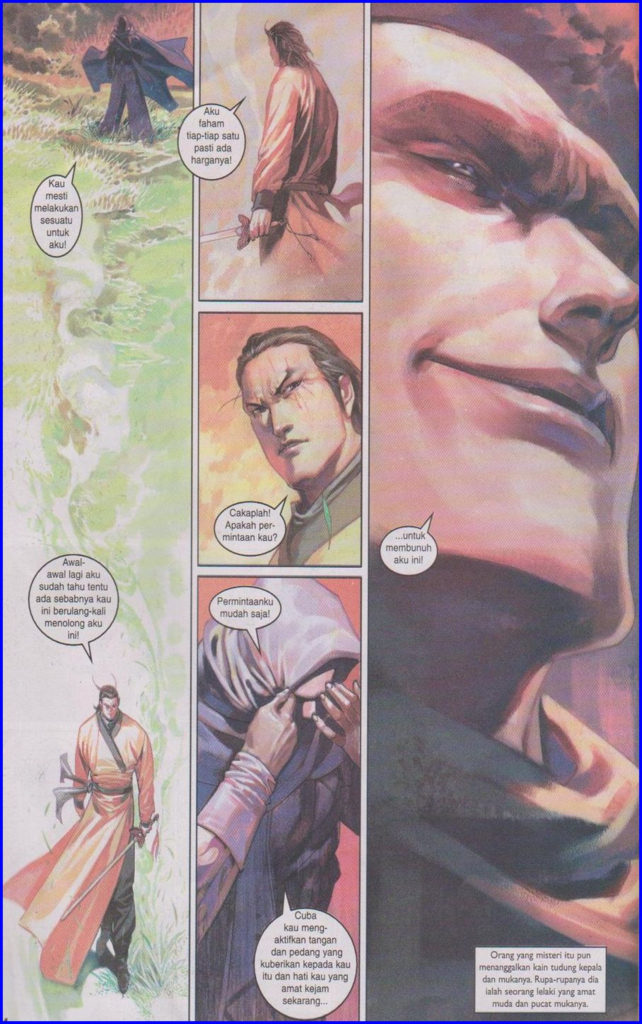 Kau
mesti
melakukan
sesuatu
untuk
aku!
Awal-
awal lagi aku
sudah tahu tentu
ada sebabnya kau
ini berulang-kali
menolong aku
ini!
Aku
faham
tiap-tiap satu
pasti ada
harganya!
Cakaplah!
Apakah per-
mintaan kau?
Permintaanku
mudah saja!
Cuba
kau meng-
aktifkan tangan
dan pedang yang
kuberikan kepada kau
itu dan hati kau yang
amat kejam
sekarang...
...untuk
membunuh
aku ini!
Orang yang misteri itu pun
menanggalkan kain tudung kepala
dan mukanya. Rupa-rupanya dia
ialah seorang lelaki yang amat
muda dan pucat mukanya.